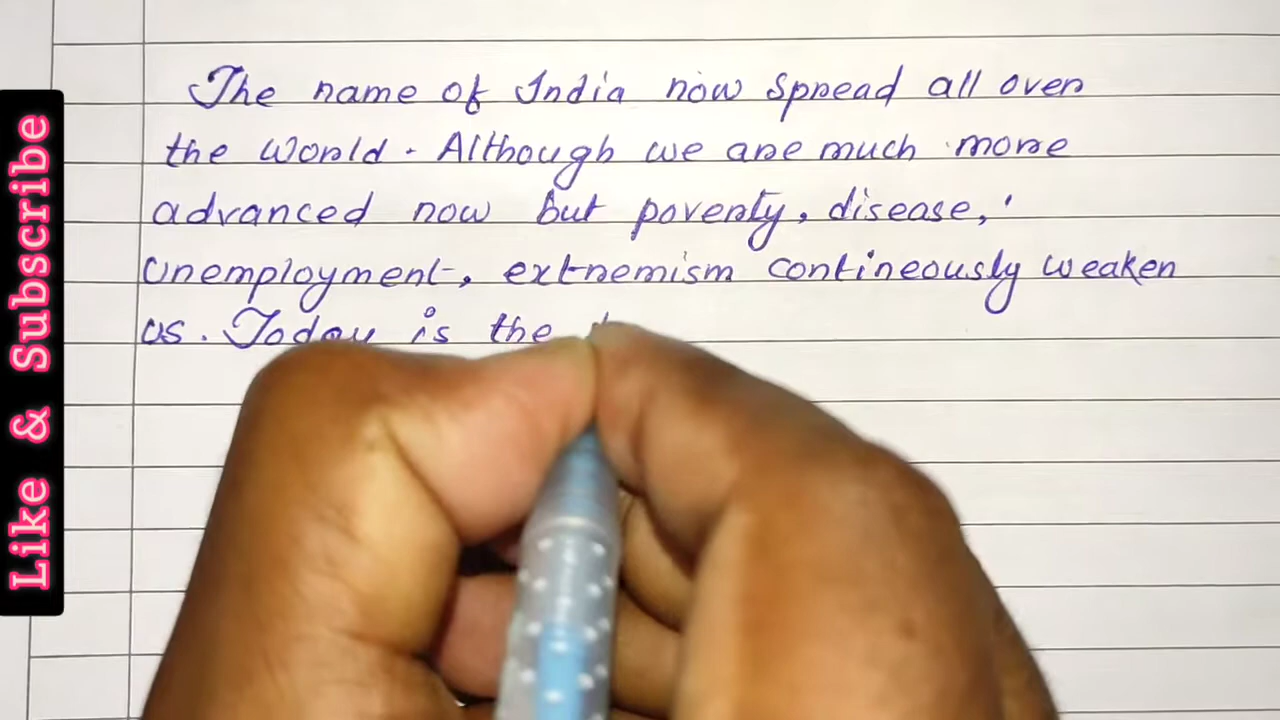 Like & Subscribe
The name of India now spread all over
the world. Although we are much more
advanced now but poverty, disease,
unemployment, extremism contineously weaken
us. Today is the